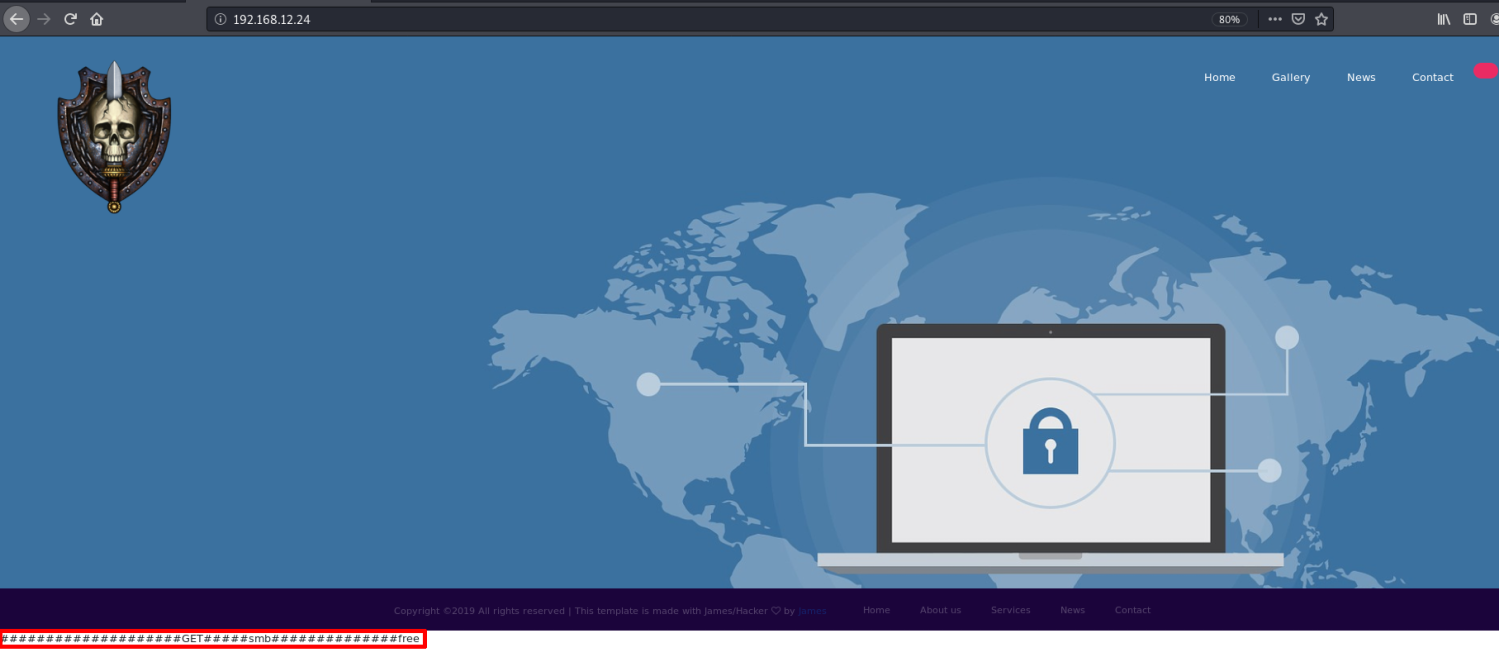 192.168.12.24
80%
Home Gallery News Contact
Copyright ©2019 All rights reserved | This template is made with James/Hacker ♡ by James Home About us Services News Contact
####################GET#####smb##############free